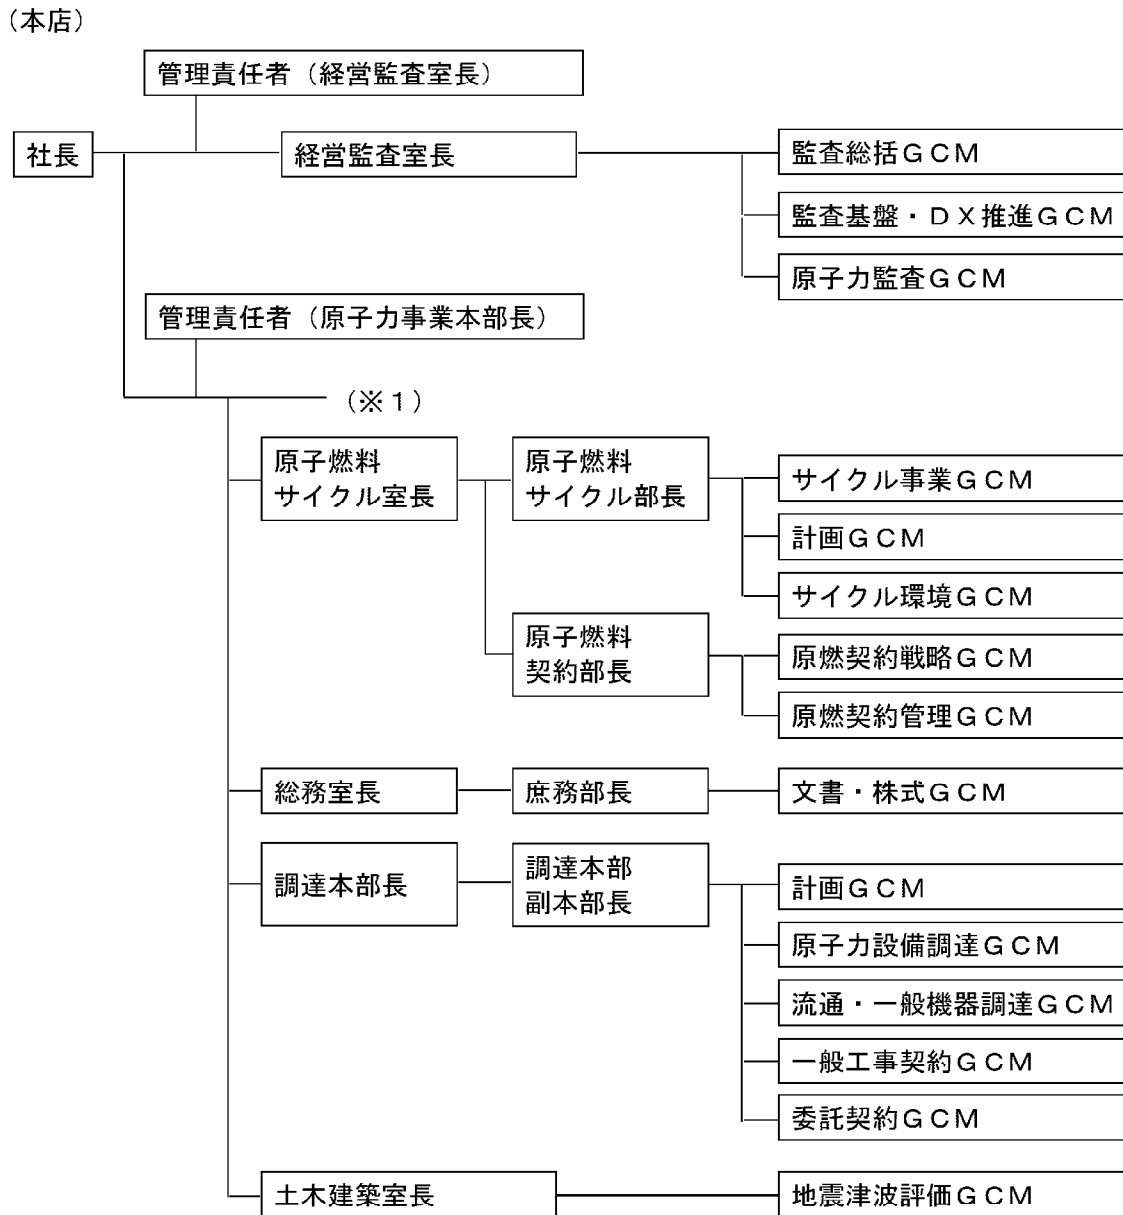 （本店）
管理責任者（経営監査室長）
社長
経営監査室長
監査総括ＧＣＭ
監査基盤・ＤＸ推進ＧＣＭ
原子力監査ＧＣＭ
管理責任者（原子力事業本部長）
（※１）
原子燃料
サイクル室長
原子燃料
サイクル部長
サイクル事業ＧＣＭ
計画ＧＣＭ
サイクル環境ＧＣＭ
原子燃料
契約部長
原燃契約戦略ＧＣＭ
原燃契約管理ＧＣＭ
総務室長
庶務部長
文書・株式ＧＣＭ
調達本部長
調達本部
副本部長
計画ＧＣＭ
原子力設備調達ＧＣＭ
流通・一般機器調達ＧＣＭ
一般工事契約ＧＣＭ
委託契約ＧＣＭ
土木建築室長
地震津波評価ＧＣＭ